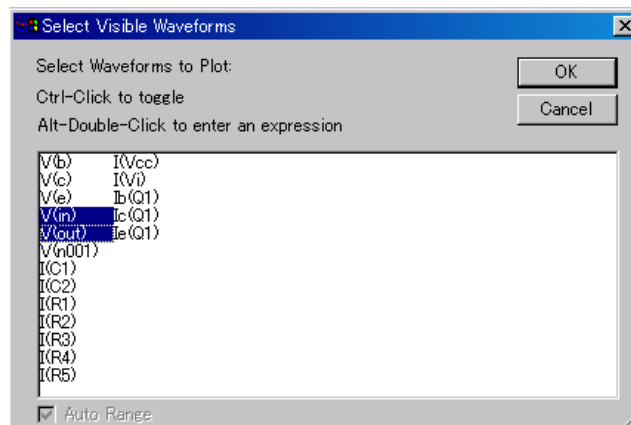 Select Visible Waveforms
Select Waveforms to Plot:
OK
Ctrl-Click to toggle
Cancel
Alt-Double-Click to enter an expression
V(b) I(Vcc)
V(c) I(Vi)
V(e) Ib(Q1)
V(in) Ic(Q1)
V(out) Ie(Q1)
V(n001)
I(C1)
I(C2)
I(R1)
I(R2)
I(R3)
I(R4)
I(R5)
Auto Range